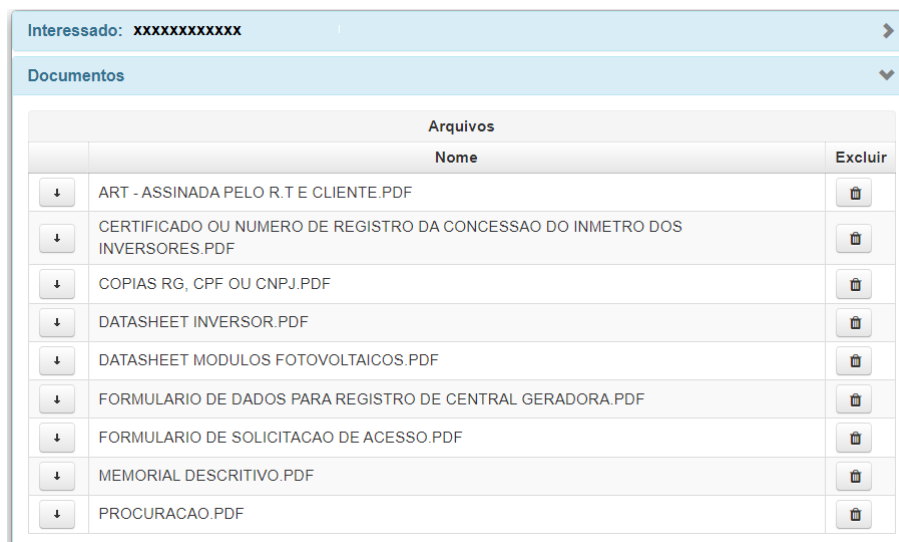 Interessado: xxxxxxxxxxxx
Documentos
Arquivos
Nome Excluir
ART - ASSINADA PELO R.T E CLIENTE.PDF
CERTIFICADO OU NUMERO DE REGISTRO DA CONCESSAO DO INMETRO DOS
INVERSORES.PDF
COPIAS RG, CPF OU CNPJ.PDF
DATASHEET INVERSOR.PDF
DATASHEET MODULOS FOTOVOLTAICOS.PDF
FORMULARIO DE DADOS PARA REGISTRO DE CENTRAL GERADORA.PDF
FORMULARIO DE SOLICITACAO DE ACESSO.PDF
MEMORIAL DESCRITIVO.PDF
PROCURACAO.PDF